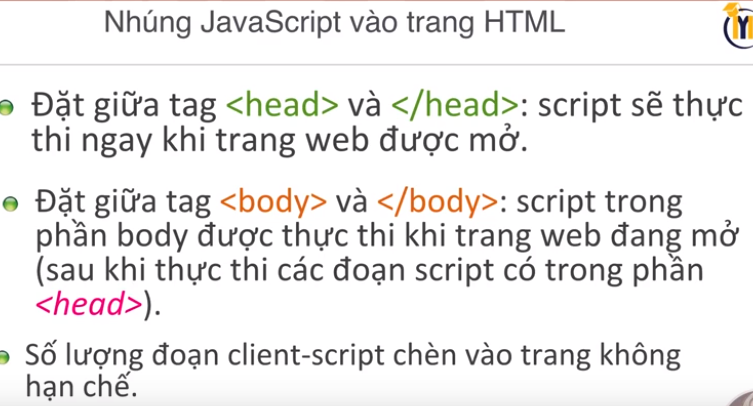 Nhúng JavaScript vào trang HTML
Đặt giữa tag <head> và </head>: script sẽ thực
thi ngay khi trang web được mở.
Đặt giữa tag <body> và </body>: script trong
phần body được thực thi khi trang web đang mở
(sau khi thực thi các đoạn script có trong phần
<head>).
Số lượng đoạn client-script chèn vào trang không
hạn chế.